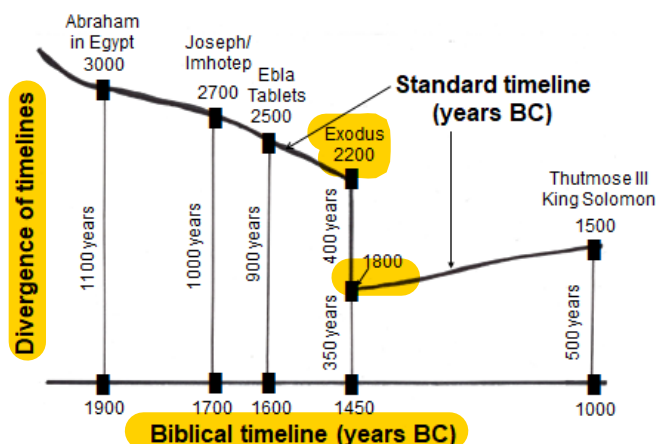 Abraham
in Egypt
3000
Joseph/
Imhotep
2700
Ebla
Tablets
2500
Standard timeline
(years BC)
Exodus
2200
Thutmose III
King Solomon
1500
1800
Divergence of timelines
1100 years
1000 years
900 years
400 years
350 years
500 years
1900
1700
1600
1450
1000
Biblical timeline (years BC)